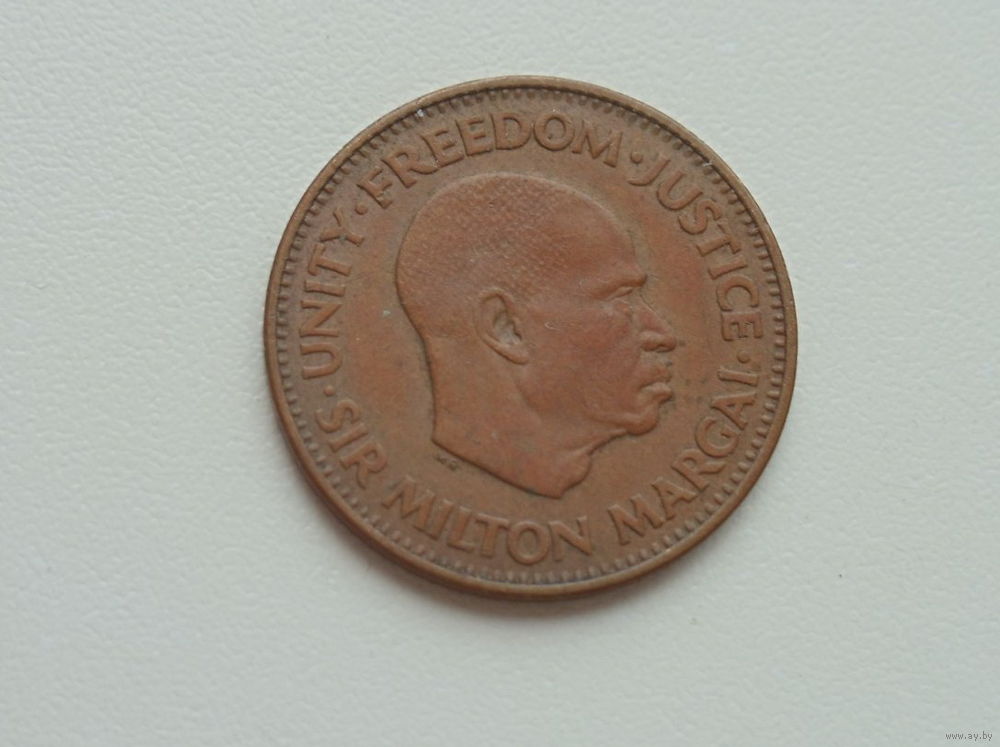 · UNITY · FREEDOM · JUSTICE ·
SIR MILTON MARGAI
www.ay.by